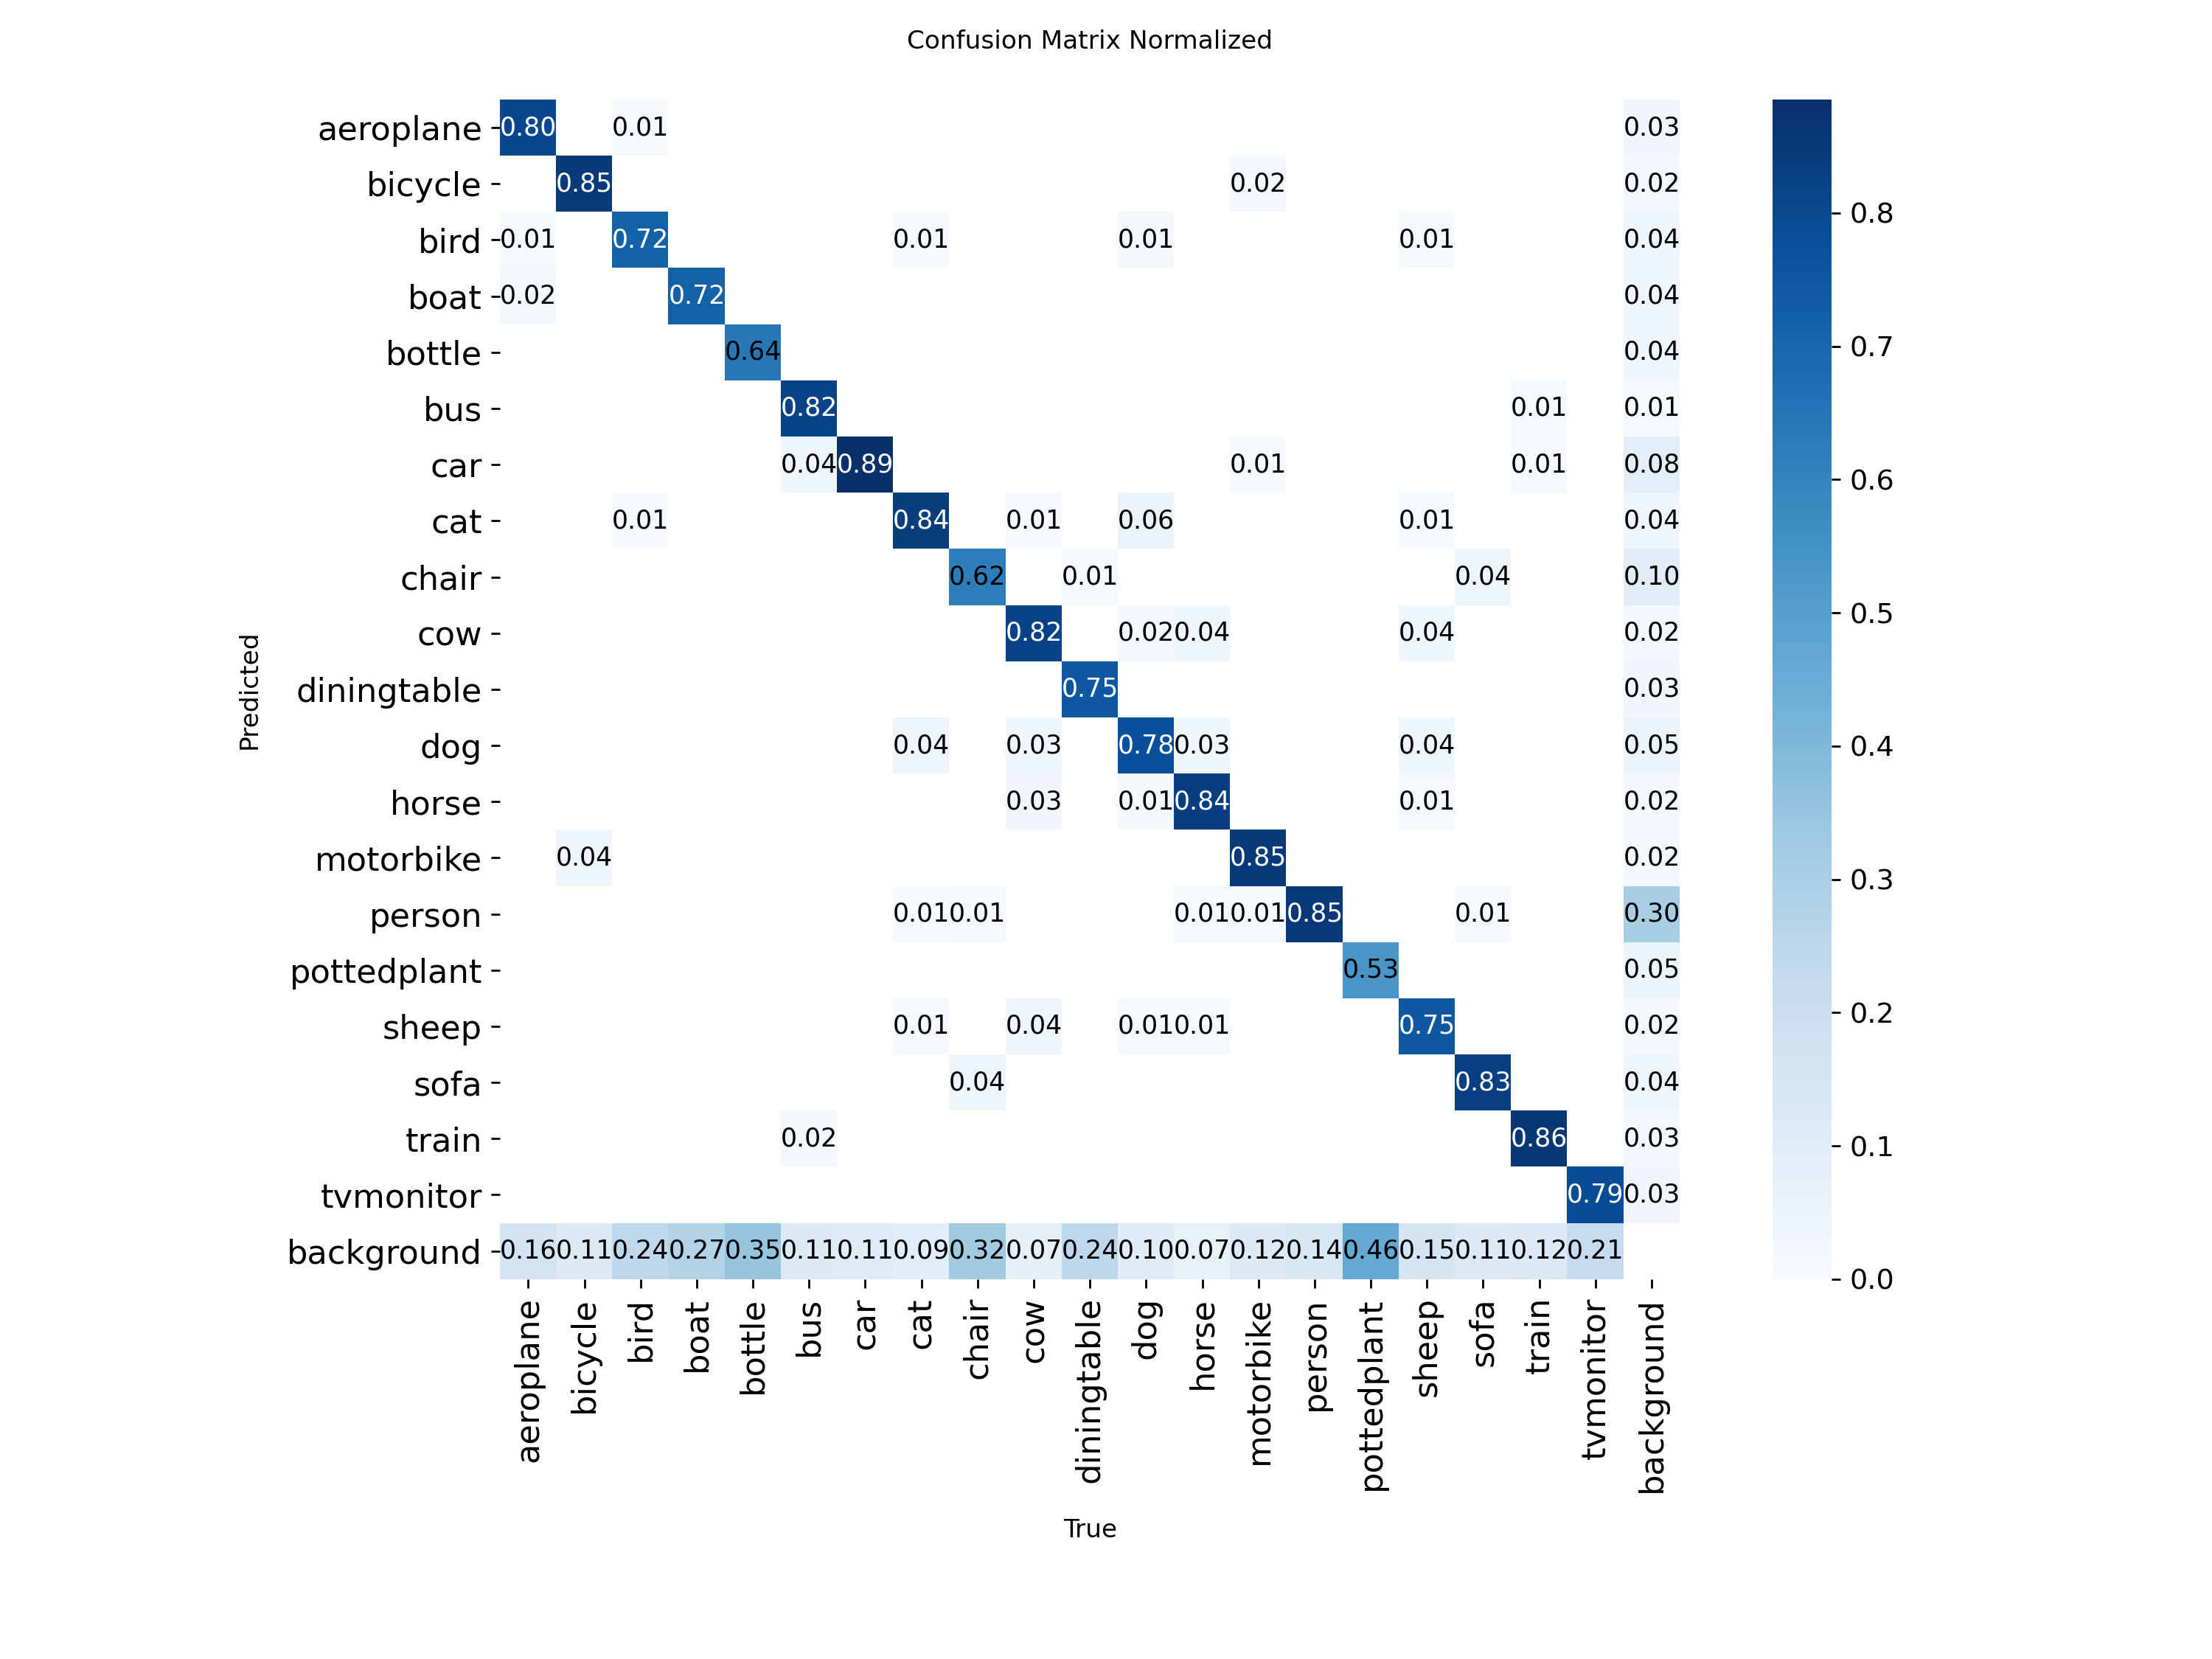 Confusion Matrix Normalized
aeroplane 0.80 0.01 0.03
bicycle 0.85 0.02 0.02
0.8
bird 0.01 0.72 0.01 0.01 0.01 0.04
boat 0.02 0.72 0.04
0.7
bottle 0.64 0.04
bus 0.82 0.01 0.01
car 0.04 0.89 0.01 0.01 0.08
0.6
cat 0.01 0.84 0.01 0.06 0.01 0.04
chair 0.62 0.01 0.04 0.10
0.5
cow 0.82 0.02 0.04 0.04 0.02
Predicted
diningtable 0.75 0.03
dog 0.04 0.03 0.78 0.03 0.04 0.05
0.4
horse 0.03 0.01 0.84 0.01 0.02
motorbike 0.04 0.85 0.02
0.3
person 0.01 0.01 0.01 0.01 0.85 0.01 0.30
pottedplant 0.53 0.05
0.2
sheep 0.01 0.04 0.01 0.01 0.75 0.02
sofa 0.04 0.83 0.04
train 0.02 0.86 0.03
0.1
tvmonitor 0.79 0.03
background 0.16 0.11 0.24 0.27 0.35 0.11 0.11 0.09 0.32 0.07 0.24 0.10 0.07 0.12 0.14 0.46 0.15 0.11 0.12 0.21
0.0
aeroplane
bicycle
bird
boat
bottle
bus
car
cat
chair
cow
diningtable
dog
horse
motorbike
person
pottedplant
sheep
sofa
train
tvmonitor
background
True